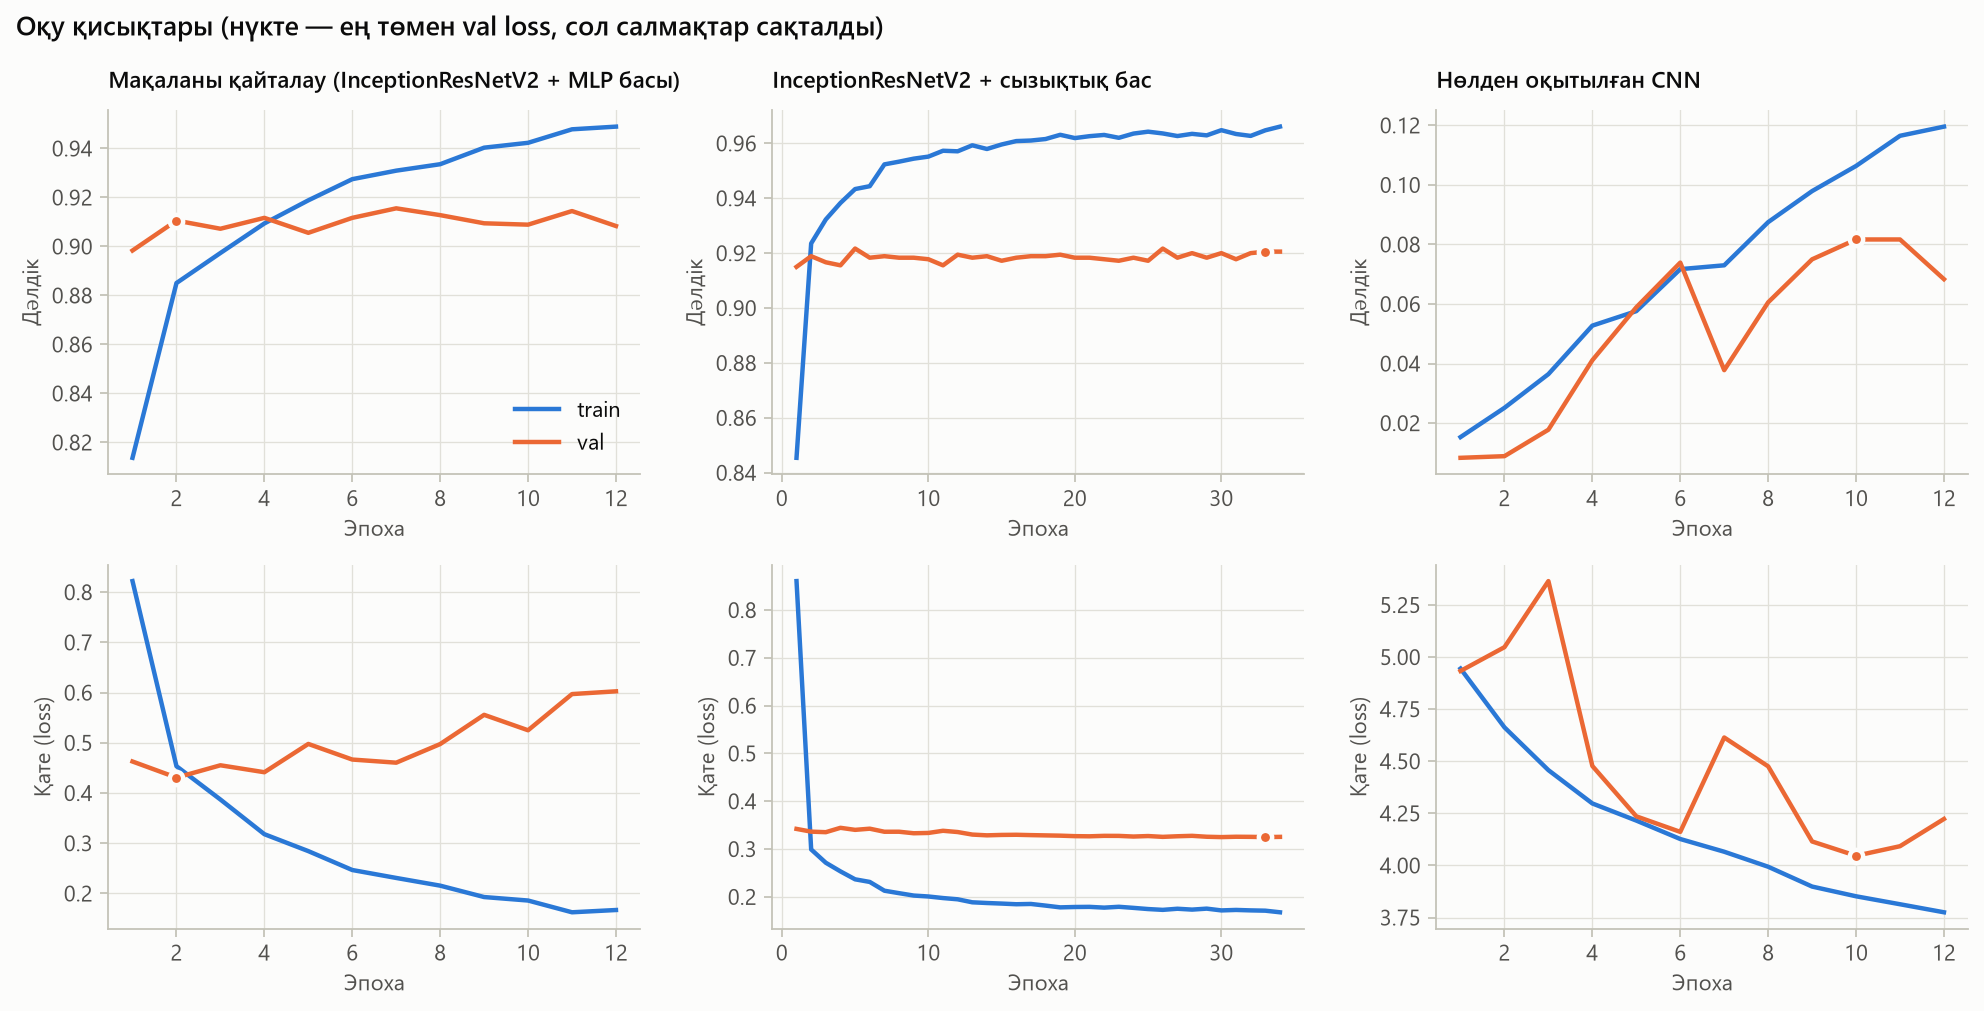 Оқу қисықтары (нүкте — ең төмен val loss, сол салмақтар сақталды)
Мақаланы қайталау (InceptionResNetV2 + MLP басы)
Дәлдік
0.94
0.92
0.90
0.88
0.86
0.84
0.82
train
val
2 4 6 8 10 12
Эпоха
InceptionResNetV2 + сызықтық бас
Дәлдік
0.96
0.94
0.92
0.90
0.88
0.86
0.84
0 10 20 30
Эпоха
Нөлден оқытылған CNN
Дәлдік
0.12
0.10
0.08
0.06
0.04
0.02
2 4 6 8 10 12
Эпоха
Қате (loss)
0.8
0.7
0.6
0.5
0.4
0.3
0.2
2 4 6 8 10 12
Эпоха
Қате (loss)
0.8
0.7
0.6
0.5
0.4
0.3
0.2
0 10 20 30
Эпоха
Қате (loss)
5.25
5.00
4.75
4.50
4.25
4.00
3.75
2 4 6 8 10 12
Эпоха